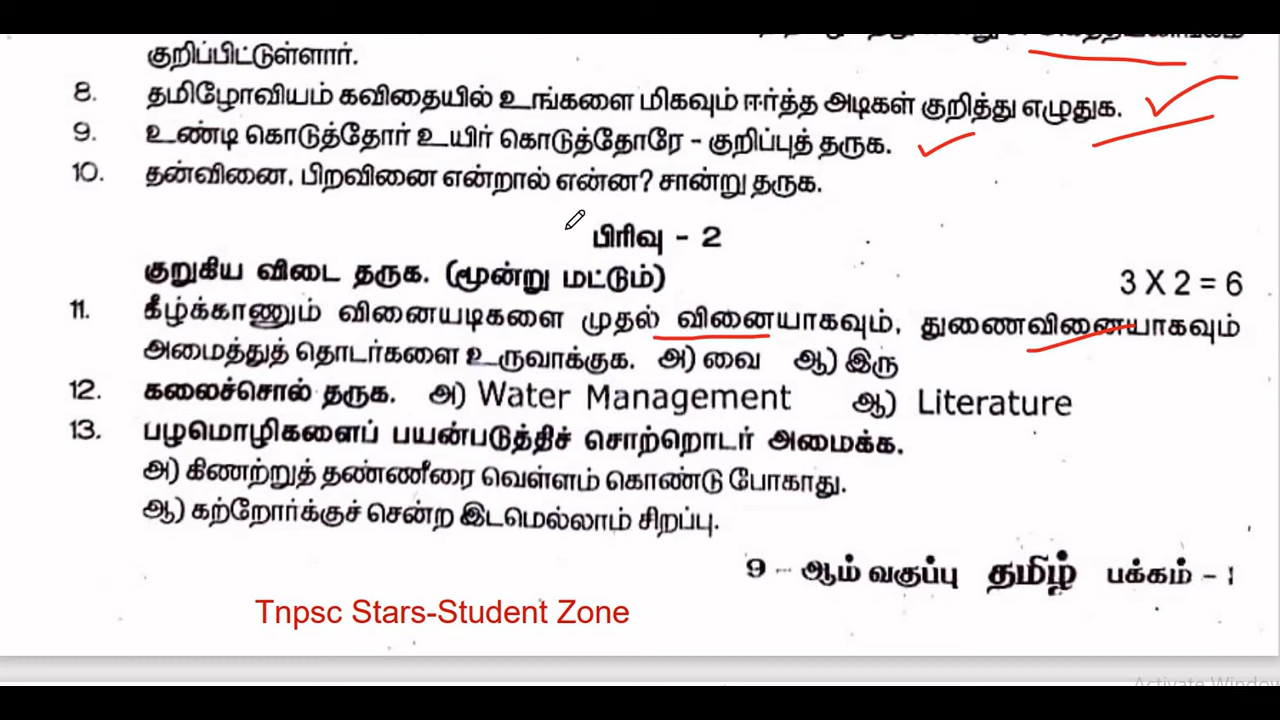 குறிப்பிட்டுள்ளார்.
8. தமிழோவியம் கவிதையில் உங்களை மிகவும் ஈர்த்த அடிகள் குறித்து எழுதுக.
9. உண்டி கொடுத்தோர் உயிர் கொடுத்தோரே - குறிப்புத் தருக.
10. தன்வினை, பிறவினை என்றால் என்ன? சான்று தருக.
பிரிவு - 2
குறுகிய விடை தருக. (மூன்று மட்டும்) 3 X 2 = 6
11. கீழ்க்காணும் வினையடிகளை முதல் வினையாகவும், துணைவினையாகவும்
அமைத்துத் தொடர்களை உருவாக்குக. அ) வை ஆ) இரு
12. கலைச்சொல் தருக. அ) Water Management ஆ) Literature
13. பழமொழிகளைப் பயன்படுத்திச் சொற்றொடர் அமைக்க.
அ) கிணற்றுத் தண்ணீரை வெள்ளம் கொண்டு போகாது.
ஆ) கற்றோர்க்குச் சென்ற இடமெல்லாம் சிறப்பு.
9 - ஆம் வகுப்பு தமிழ் பக்கம் - 1
Tnpsc Stars-Student Zone